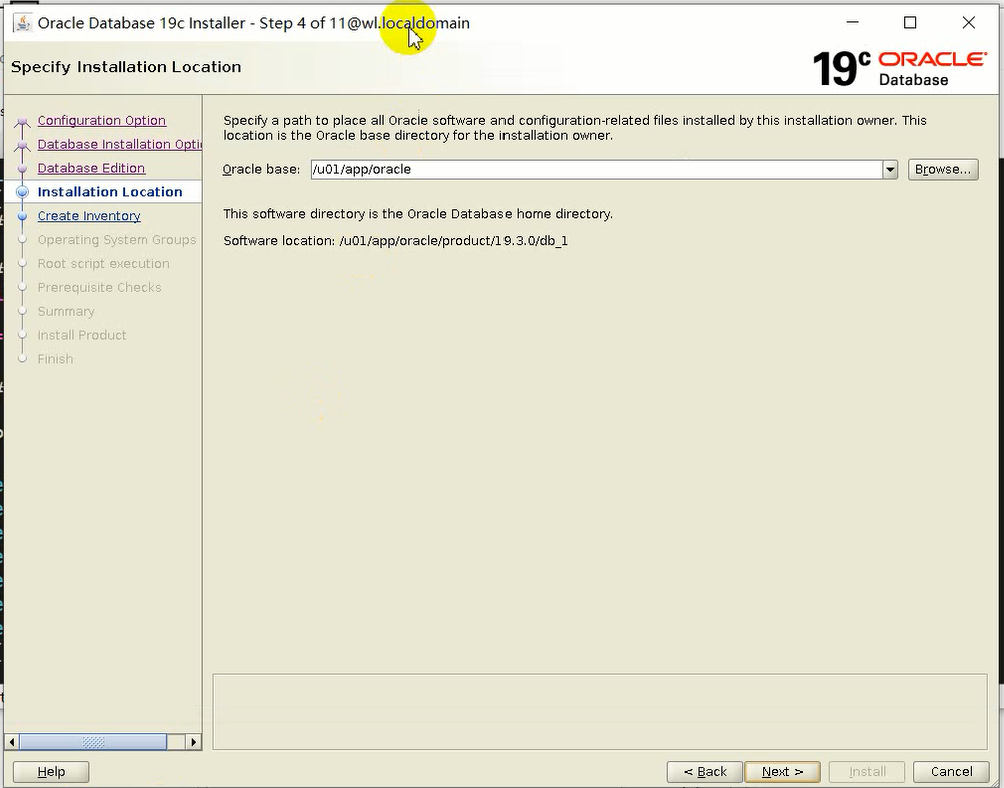 Oracle Database 19c Installer - Step 4 of 11@wl.localdomain
Specify Installation Location
19c ORACLE
Database
Configuration Option
Database Installation Opti
Database Edition
Installation Location
Create Inventory
Operating System Groups
Root script execution
Prerequisite Checks
Summary
Install Product
Finish
Specify a path to place all Oracle software and configuration-related files installed by this installation owner. This
location is the Oracle base directory for the installation owner.
Oracle base: /u01/app/oracle Browse...
This software directory is the Oracle Database home directory.
Software location: /u01/app/oracle/product/19.3.0/db_1
Help < Back Next > Install Cancel